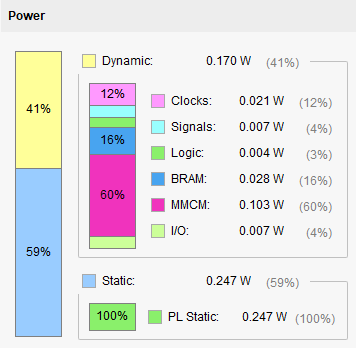 Power
Dynamic: 0.170 W (41%)
41%
12%
Clocks: 0.021 W (12%)
Signals: 0.007 W (4%)
Logic: 0.004 W (3%)
16%
BRAM: 0.028 W (16%)
60%
MMCM: 0.103 W (60%)
I/O: 0.007 W (4%)
59%
Static: 0.247 W (59%)
100%
PL Static: 0.247 W (100%)